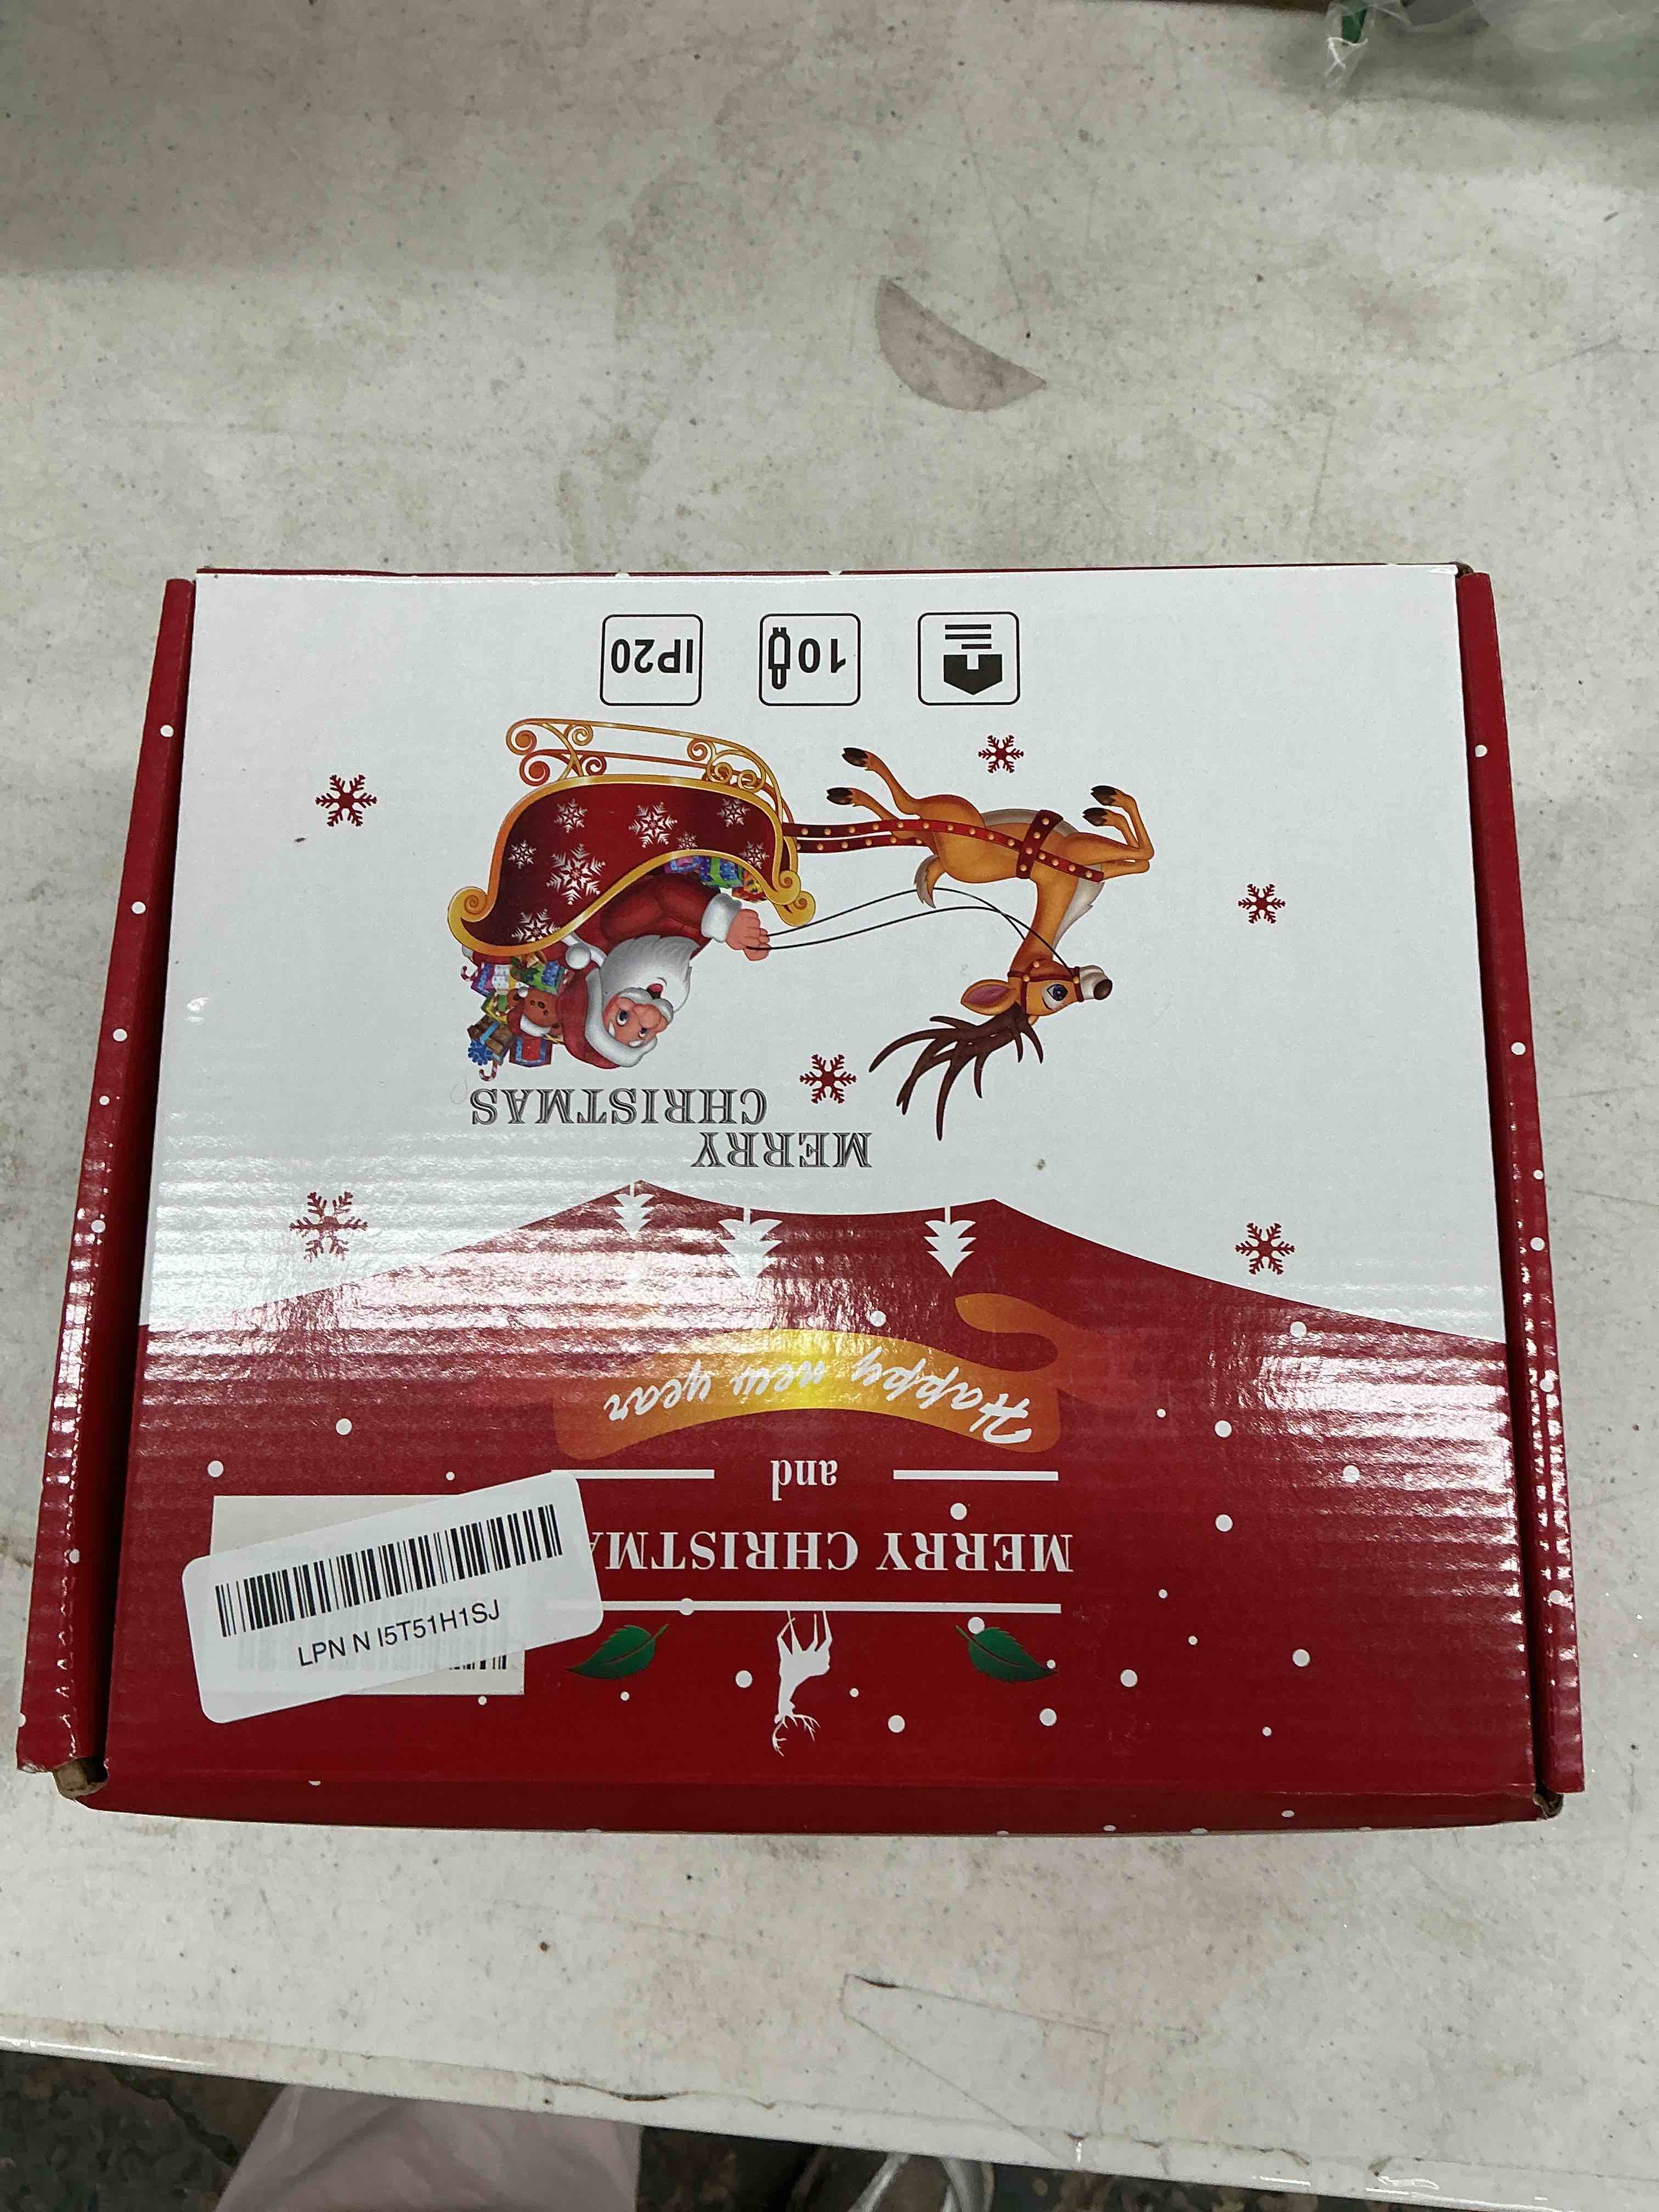 MERRY CHRISTMA
and
Happy new year
MERRY
CHRISTMAS
10
IP20
LPN N I5T51H1SJ